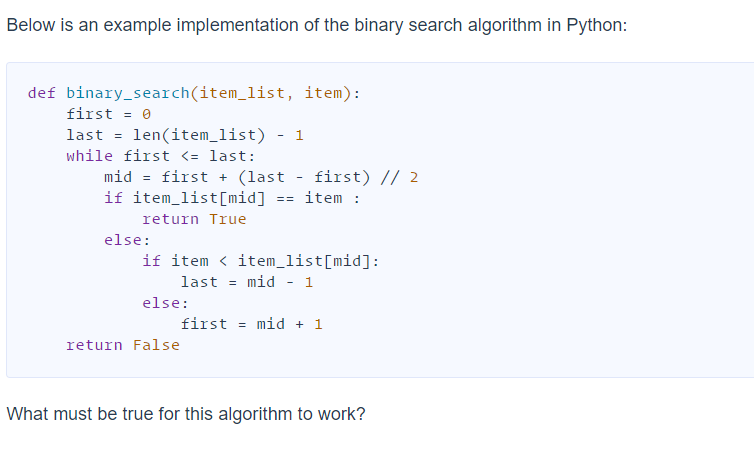 Below is an example implementation of the binary search algorithm in Python:
def binary_search(item_list, item):
    first = 0
    last = len(item_list) - 1
    while first <= last:
        mid = first + (last - first) // 2
        if item_list[mid] == item :
            return True
        else:
            if item < item_list[mid]:
                last = mid - 1
            else:
                first = mid + 1
    return False
What must be true for this algorithm to work?